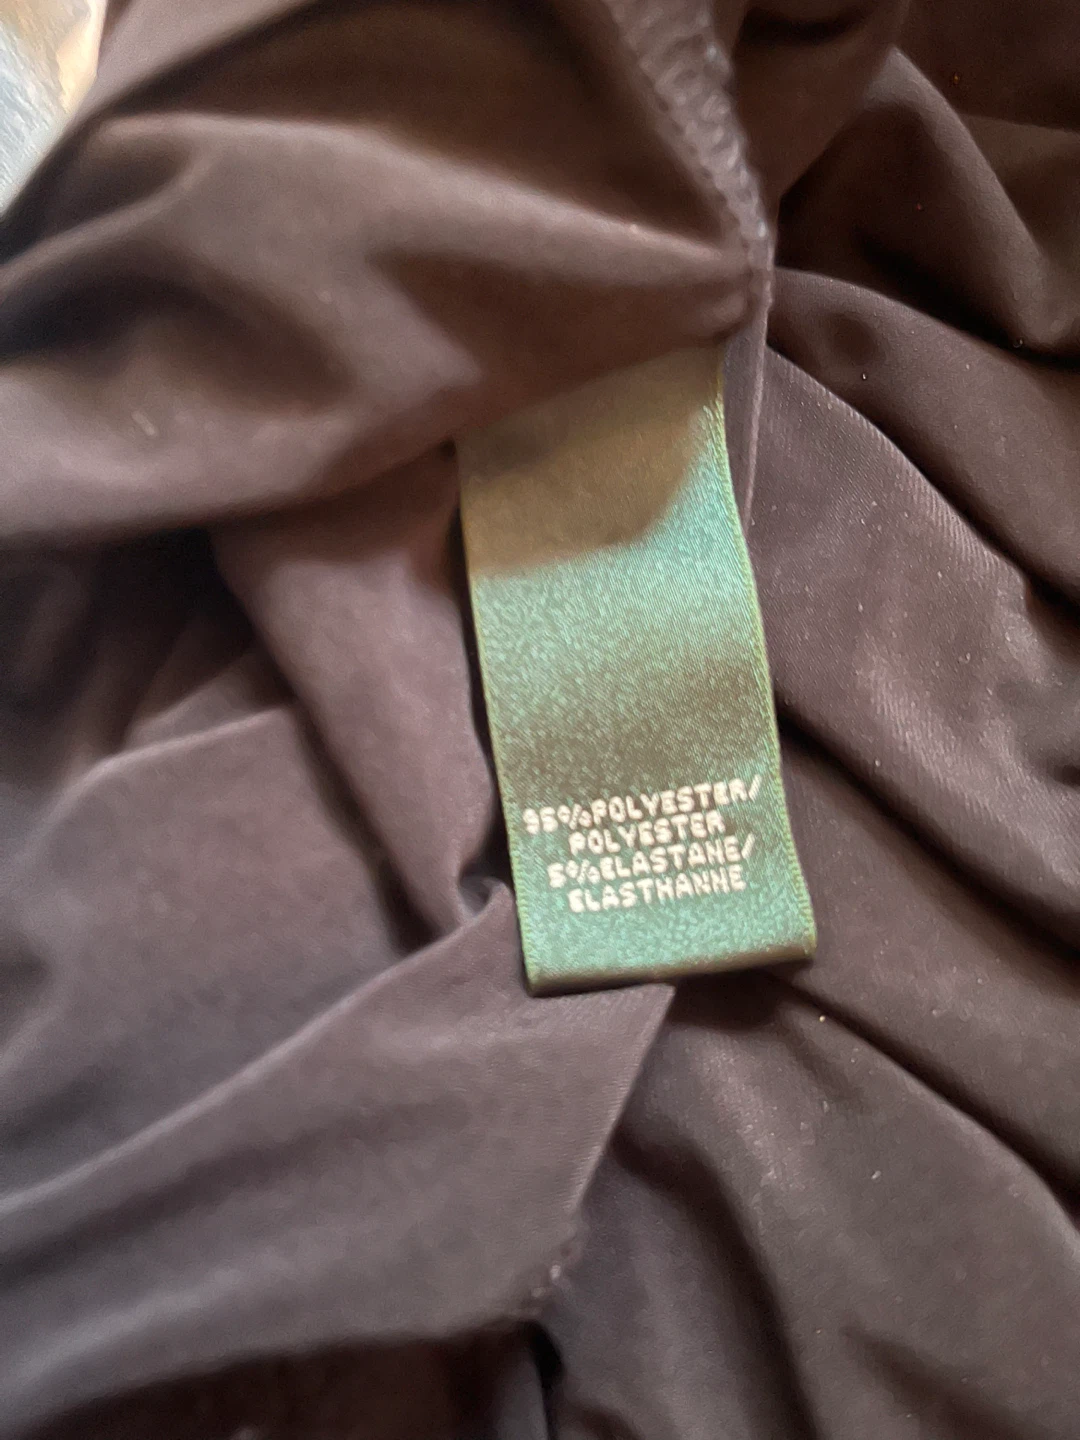 95%POLYESTER/
POLYESTER
5%ELASTANE/
ELASTHANNE